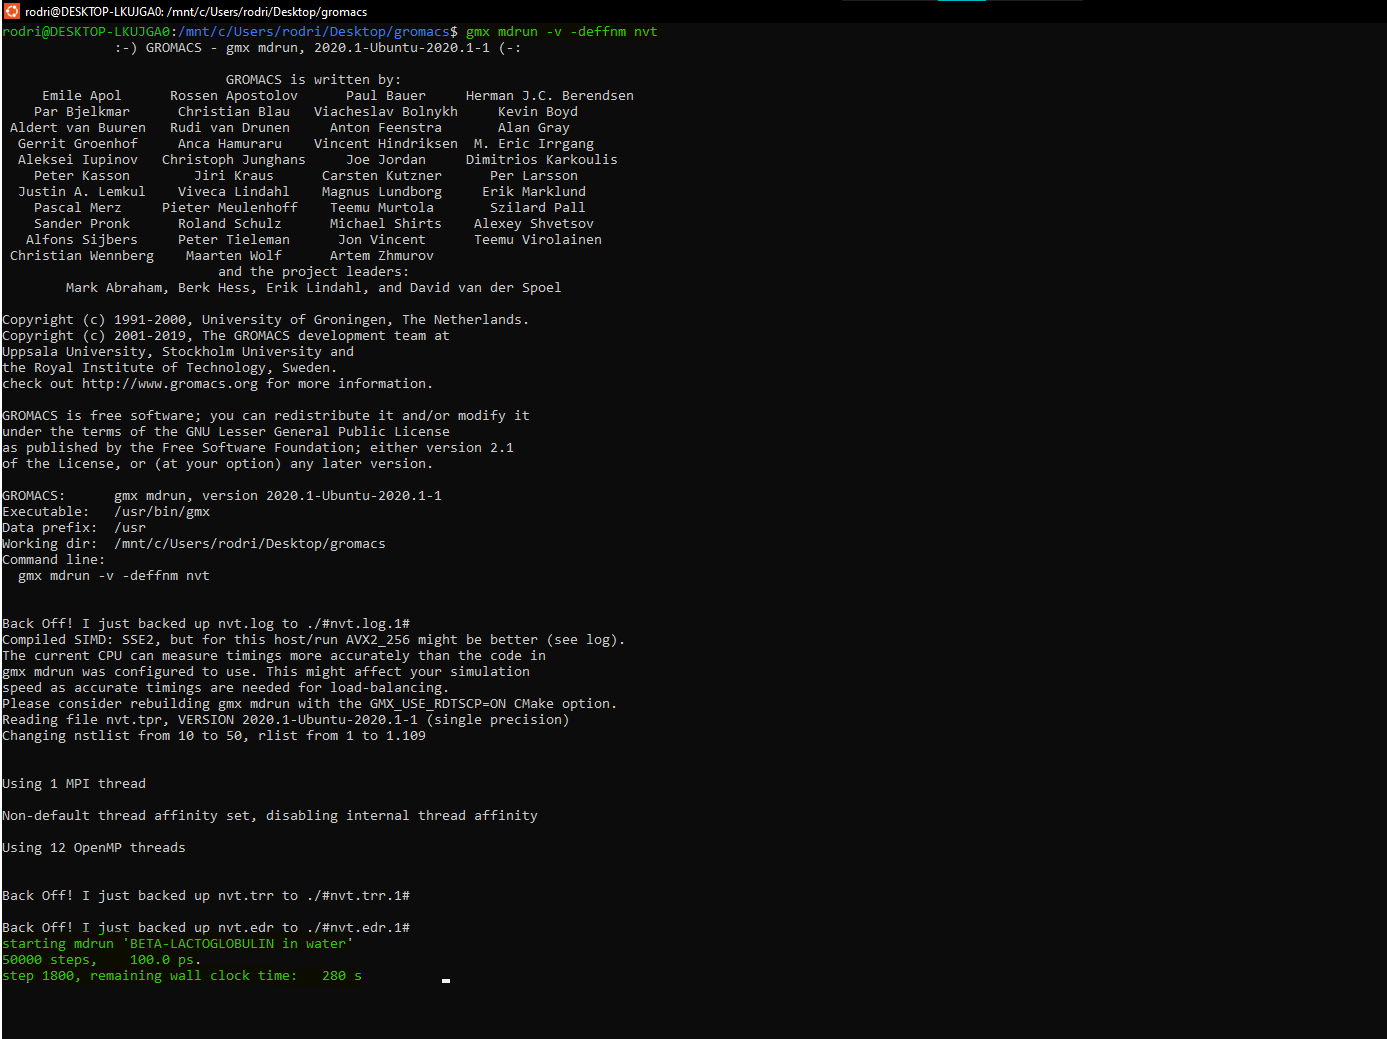 rodri@DESKTOP-LKUJGA0: /mnt/c/Users/rodri/Desktop/gromacs
rodri@DESKTOP-LKUJGA0:/mnt/c/Users/rodri/Desktop/gromacs$ gmx mdrun -v -deffnm nvt
:-) GROMACS - gmx mdrun, 2020.1-Ubuntu-2020.1-1 (-:
GROMACS is written by:
Emile Apol Rossen Apostolov Paul Bauer Herman J.C. Berendsen
Par Bjelkmar Christian Blau Viacheslav Bolnykh Kevin Boyd
Aldert van Buuren Rudi van Drunen Anton Feenstra Alan Gray
Gerrit Groenhof Anca Hamuraru Vincent Hindriksen M. Eric Irrgang
Aleksei Iupinov Christoph Junghans Joe Jordan Dimitrios Karkoulis
Peter Kasson Jiri Kraus Carsten Kutzner Per Larsson
Justin A. Lemkul Viveca Lindahl Magnus Lundborg Erik Marklund
Pascal Merz Pieter Meulenhoff Teemu Murtola Szilard Pall
Sander Pronk Roland Schulz Michael Shirts Alexey Shvetsov
Alfons Sijbers Peter Tieleman Jon Vincent Teemu Virolainen
Christian Wennberg Maarten Wolf Artem Zhmurov
and the project leaders:
Mark Abraham, Berk Hess, Erik Lindahl, and David van der Spoel
Copyright (c) 1991-2000, University of Groningen, The Netherlands.
Copyright (c) 2001-2019, The GROMACS development team at
Uppsala University, Stockholm University and
the Royal Institute of Technology, Sweden.
check out http://www.gromacs.org for more information.
GROMACS is free software; you can redistribute it and/or modify it
under the terms of the GNU Lesser General Public License
as published by the Free Software Foundation; either version 2.1
of the License, or (at your option) any later version.
GROMACS: gmx mdrun, version 2020.1-Ubuntu-2020.1-1
Executable: /usr/bin/gmx
Data prefix: /usr
Working dir: /mnt/c/Users/rodri/Desktop/gromacs
Command line:
gmx mdrun -v -deffnm nvt
Back Off! I just backed up nvt.log to ./#nvt.log.1#
Compiled SIMD: SSE2, but for this host/run AVX2_256 might be better (see log).
The current CPU can measure timings more accurately than the code in
gmx mdrun was configured to use. This might affect your simulation
speed as accurate timings are needed for load-balancing.
Please consider rebuilding gmx mdrun with the GMX_USE_RDTSCP=ON CMake option.
Reading file nvt.tpr, VERSION 2020.1-Ubuntu-2020.1-1 (single precision)
Changing nstlist from 10 to 50, rlist from 1 to 1.109
Using 1 MPI thread
Non-default thread affinity set, disabling internal thread affinity
Using 12 OpenMP threads
Back Off! I just backed up nvt.trr to ./#nvt.trr.1#
Back Off! I just backed up nvt.edr to ./#nvt.edr.1#
starting mdrun 'BETA-LACTOGLOBULIN in water'
50000 steps, 100.0 ps.
step 1800, remaining wall clock time: 280 s